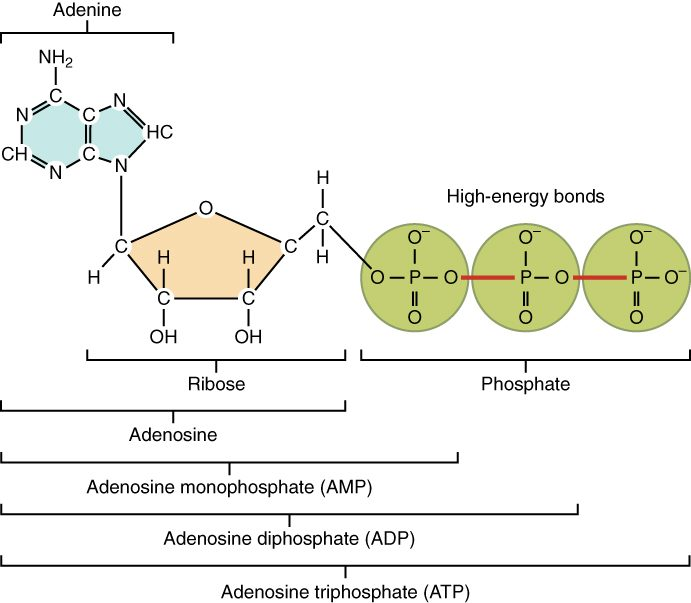 Adenine
NH₂
C
N
N
C
HC
CH
C
N
N
H
O
C
High-energy bonds
H
O⁻
O⁻
O⁻
C
H
H
C
H
O
P
O
P
O
P
O⁻
H
C
C
O
O
O
OH
OH
Ribose
Phosphate
Adenosine
Adenosine monophosphate (AMP)
Adenosine diphosphate (ADP)
Adenosine triphosphate (ATP)